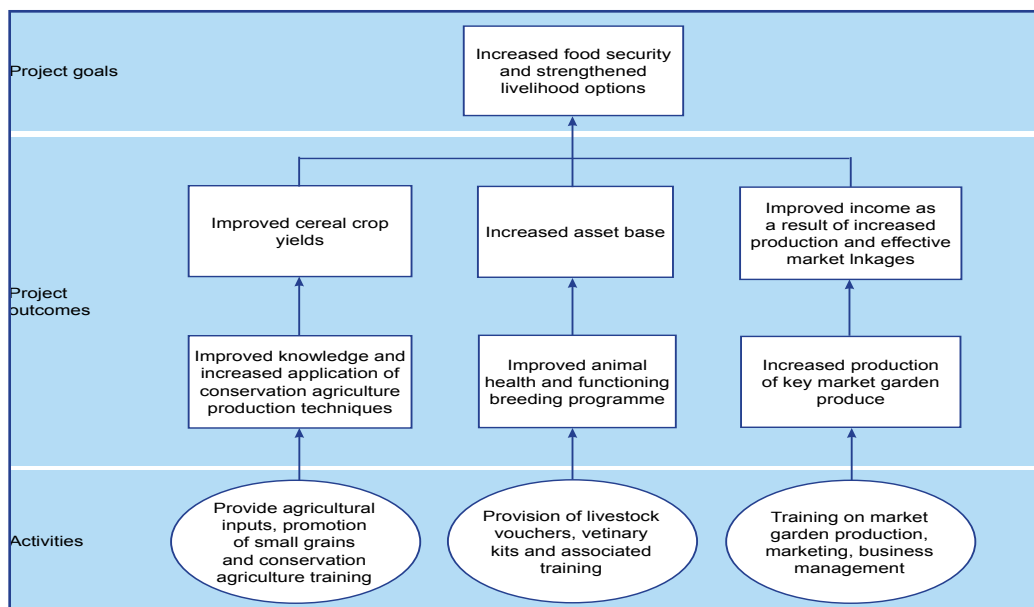 Project goals
Increased food security
and strengthened
livelihood options
Project
outcomes
Improved cereal crop
yields
Increased asset base
Improved income as
a result of increased
production and effective
market lnkages
Improved knowledge and
increased application of
conservation agriculture
production techniques
Improved animal
health and functioning
breeding programme
Increased production
of key market garden
produce
Activities
Provide agricultural
inputs, promotion
of small grains
and conservation
agriculture training
Provision of livestock
vouchers, vetinary
kits and associated
training
Training on market
garden production,
marketing, business
management